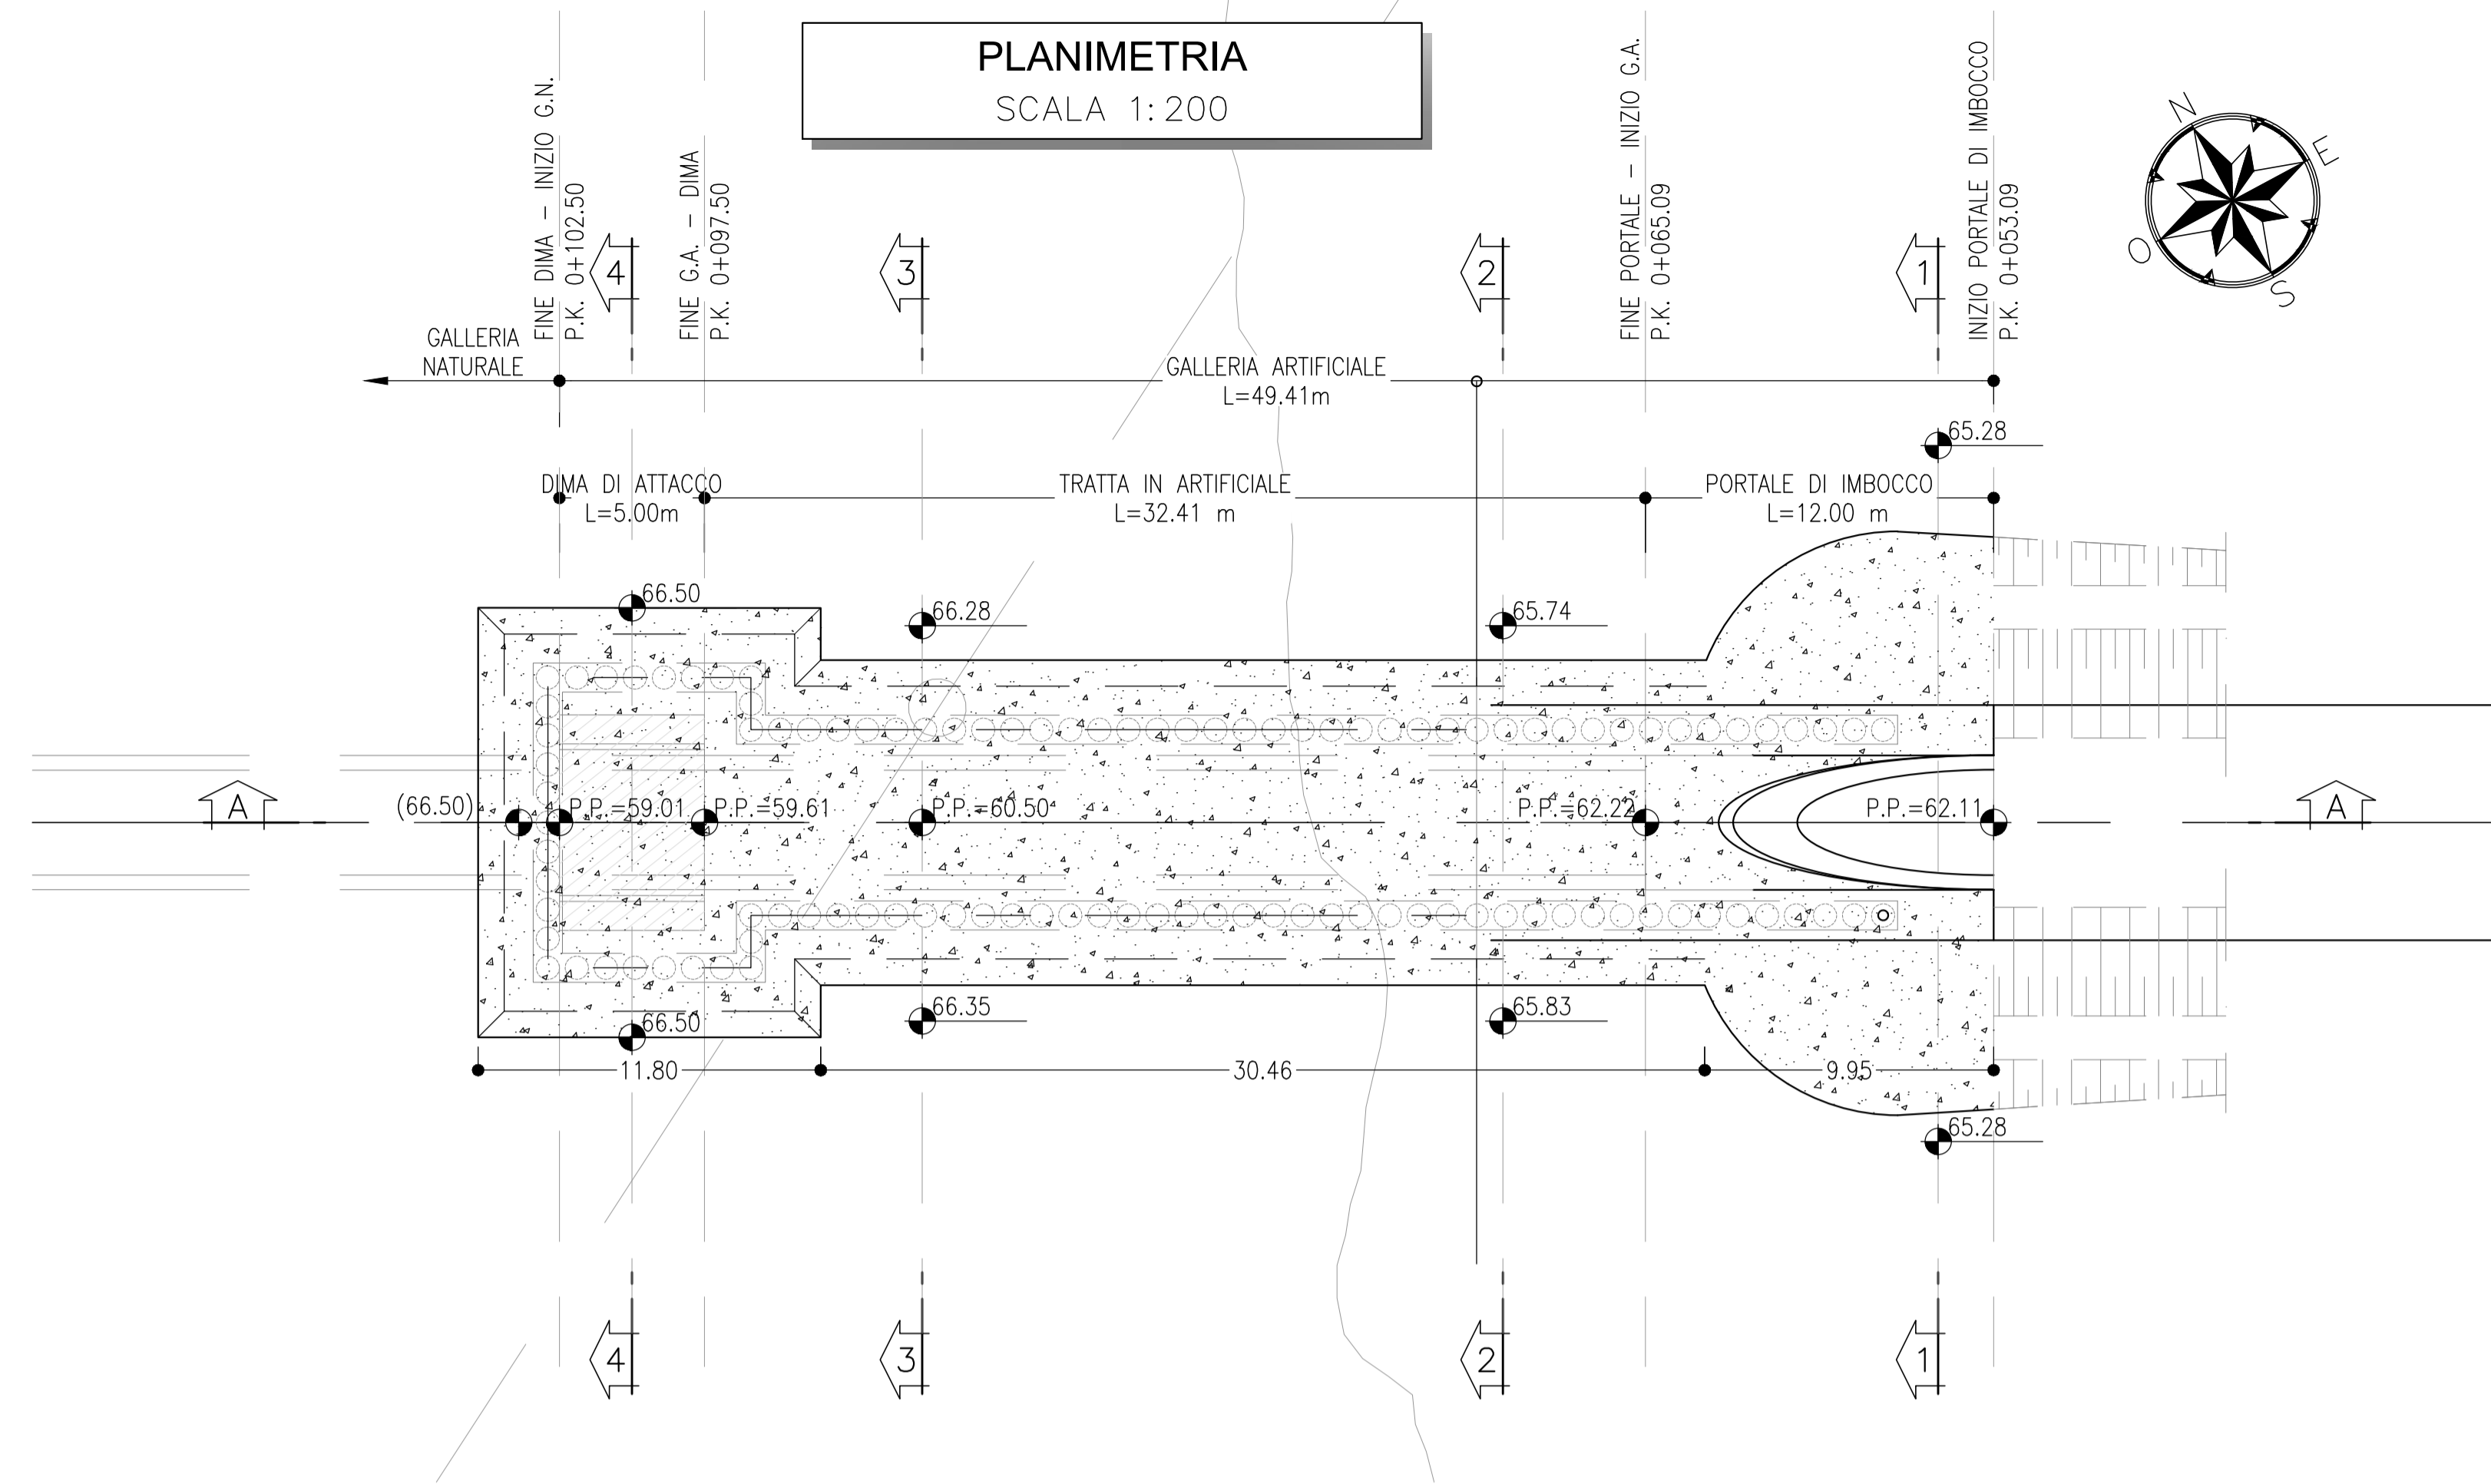 PLANIMETRIA
SCALA 1:200
FINE DIMA - INIZIO G.N.
P.K. 0+102.50
FINE G.A. - DIMA
P.K. 0+097.50
FINE PORTALE - INIZIO G.A.
P.K. 0+065.09
INIZIO PORTALE DI IMBOCCO
P.K. 0+053.09
N
E
O
S
4
3
2
1
GALLERIA
NATURALE
GALLERIA ARTIFICIALE
L=49.41m
65.28
DIMA DI ATTACCO
L=5.00m
TRATTA IN ARTIFICIALE
L=32.41 m
PORTALE DI IMBOCCO
L=12.00 m
66.50
66.28
65.74
A
(66.50)
P.P.=59.01
P.P.=59.61
P.P.=60.50
P.P.=62.22
P.P.=62.11
A
66.50
66.35
65.83
11.80
30.46
9.95
65.28
4
3
2
1